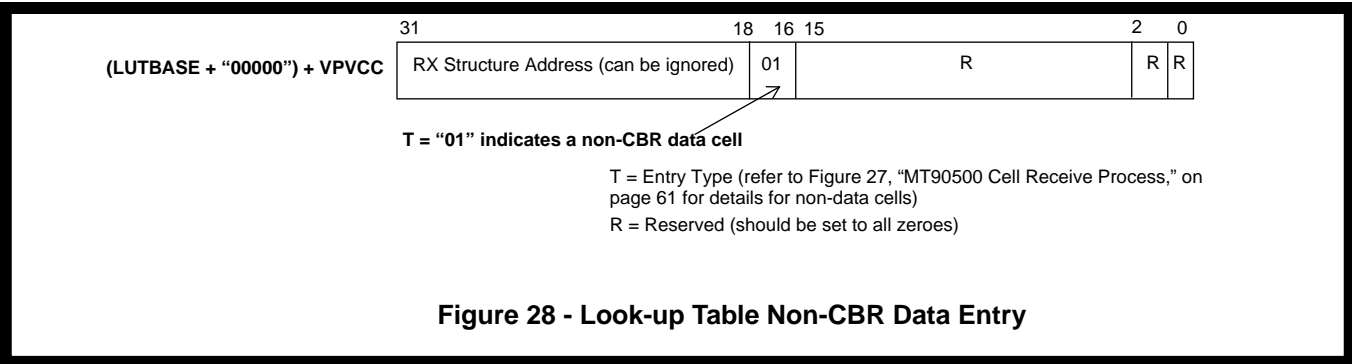 31 18 16 15 2 0
(LUTBASE + “00000”) + VPVCC RX Structure Address (can be ignored) 01 R R R
T = “01” indicates a non-CBR data cell
T = Entry Type (refer to Figure 27, “MT90500 Cell Receive Process,” on
page 61 for details for non-data cells)
R = Reserved (should be set to all zeroes)
Figure 28 - Look-up Table Non-CBR Data Entry